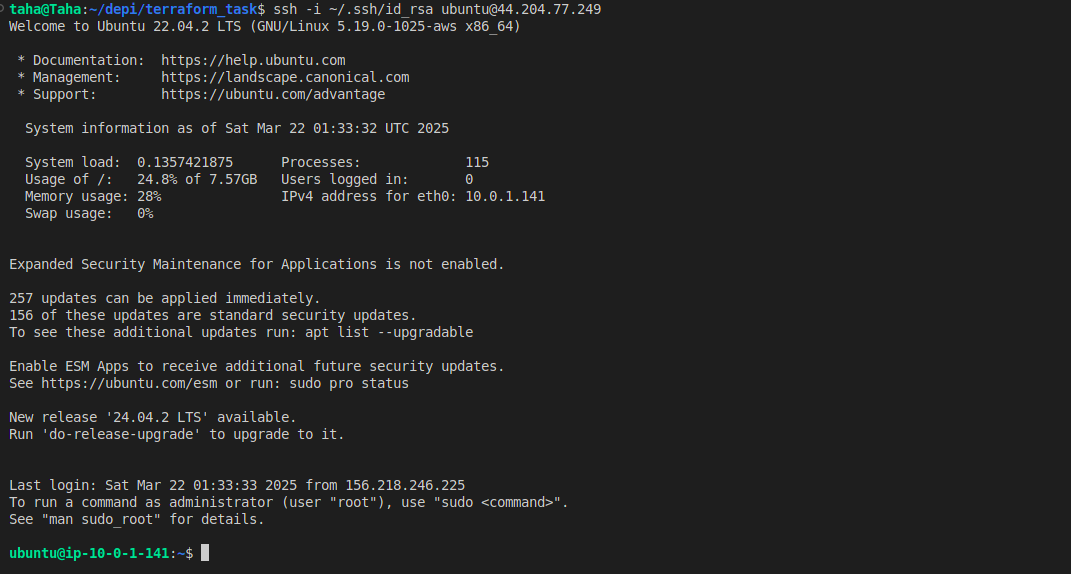 taha@Taha:~/depi/terraform_task$ ssh -i ~/.ssh/id_rsa ubuntu@44.204.77.249
Welcome to Ubuntu 22.04.2 LTS (GNU/Linux 5.19.0-1025-aws x86_64)
* Documentation:  https://help.ubuntu.com
* Management:     https://landscape.canonical.com
* Support:        https://ubuntu.com/advantage
System information as of Sat Mar 22 01:33:32 UTC 2025
System load:  0.1357421875      Processes:             115
Usage of /:   24.8% of 7.57GB   Users logged in:       0
Memory usage: 28%               IPv4 address for eth0: 10.0.1.141
Swap usage:   0%
Expanded Security Maintenance for Applications is not enabled.
257 updates can be applied immediately.
156 of these updates are standard security updates.
To see these additional updates run: apt list --upgradable
Enable ESM Apps to receive additional future security updates.
See https://ubuntu.com/esm or run: sudo pro status
New release '24.04.2 LTS' available.
Run 'do-release-upgrade' to upgrade to it.
Last login: Sat Mar 22 01:33:33 2025 from 156.218.246.225
To run a command as administrator (user "root"), use "sudo <command>".
See "man sudo_root" for details.
ubuntu@ip-10-0-1-141:~$